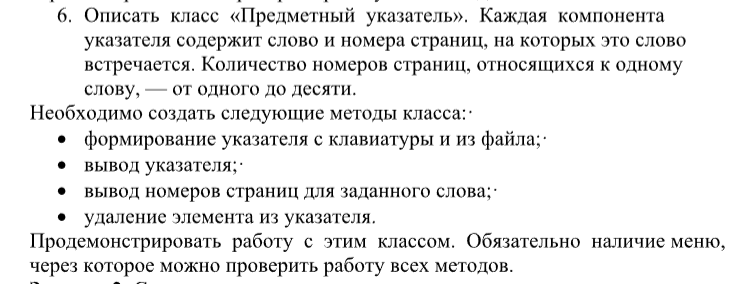 6. Описать класс «Предметный указатель». Каждая компонента
указателя содержит слово и номера страниц, на которых это слово
встречается. Количество номеров страниц, относящихся к одному
слову, — от одного до десяти.
Необходимо создать следующие методы класса:·
• формирование указателя с клавиатуры и из файла;·
• вывод указателя;·
• вывод номеров страниц для заданного слова;·
• удаление элемента из указателя.
Продемонстрировать работу с этим классом. Обязательно наличие меню,
через которое можно проверить работу всех методов.